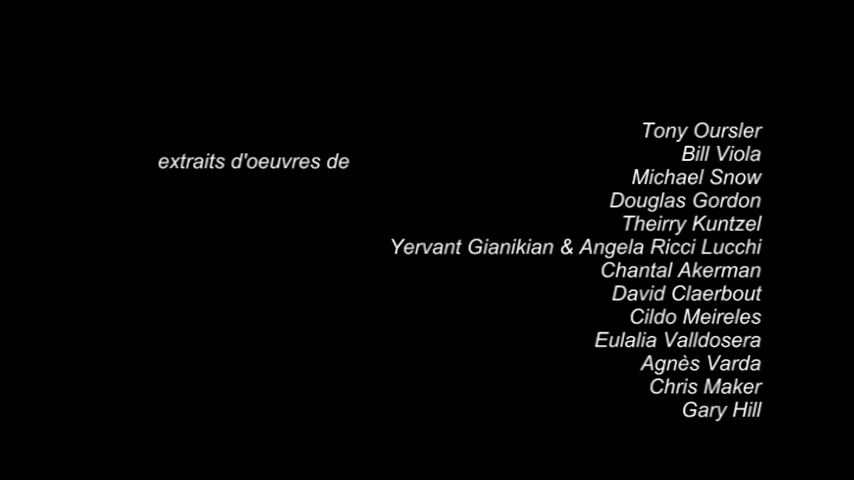 Tony Oursler
Bill Viola
extraits d'oeuvres de
Michael Snow
Douglas Gordon
Theirry Kuntzel
Yervant Gianikian & Angela Ricci Lucchi
Chantal Akerman
David Claerbout
Cildo Meireles
Eulalia Valldosera
Agnès Varda
Chris Maker
Gary Hill